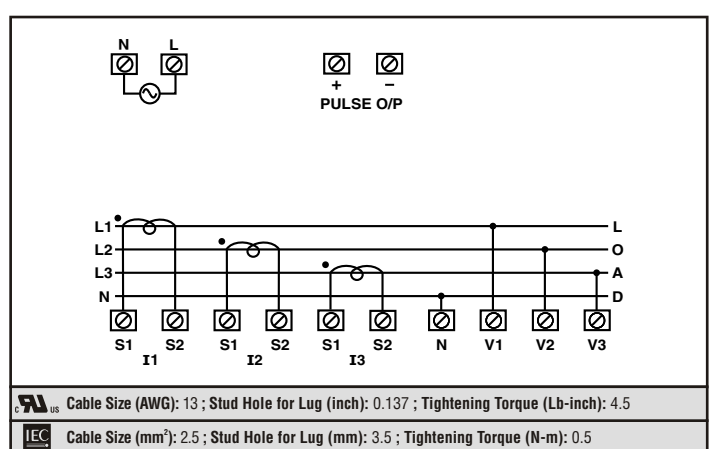 N L
+ −
PULSE O/P
L1 L
L2 O
L3 A
N D
S1 S2 S1 S2 S1 S2 N V1 V2 V3
I1 I2 I3
c RU us Cable Size (AWG): 13 ; Stud Hole for Lug (inch): 0.137 ; Tightening Torque (Lb-inch): 4.5
IEC Cable Size (mm²): 2.5 ; Stud Hole for Lug (mm): 3.5 ; Tightening Torque (N-m): 0.5